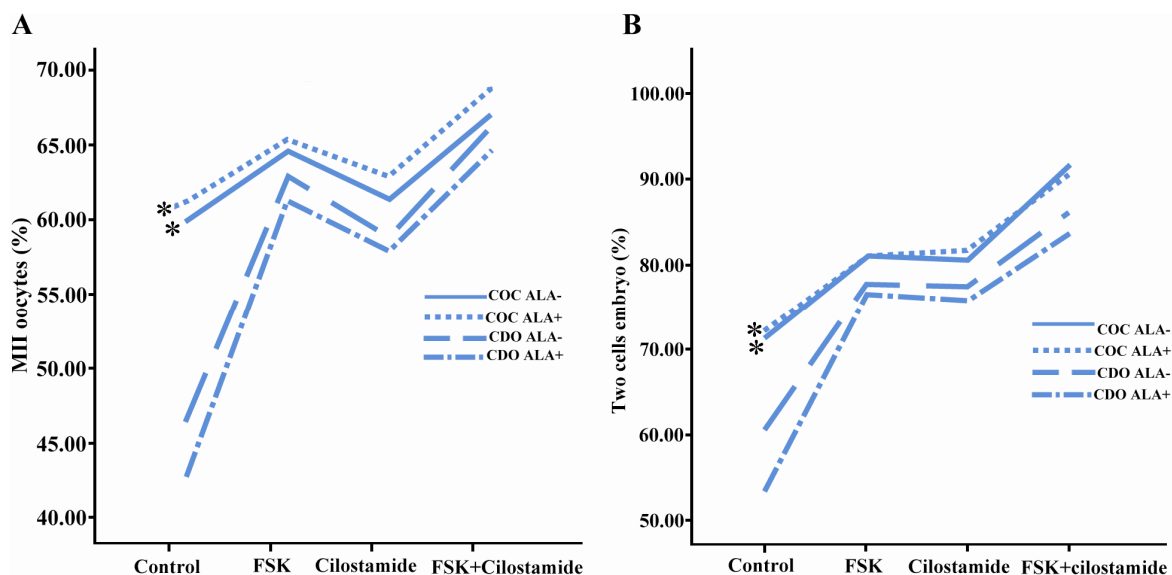 A
MII oocytes (%)
70.00
65.00
60.00
55.00
50.00
45.00
40.00
*
*
COC ALA-
COC ALA+
CDO ALA-
CDO ALA+
Control FSK Cilostamide FSK+Cilostamide
B
Two cells embryo (%)
100.00
90.00
80.00
70.00
60.00
50.00
*
*
COC ALA-
COC ALA+
CDO ALA-
CDO ALA+
Control FSK Cilostamide FSK+cilostamide